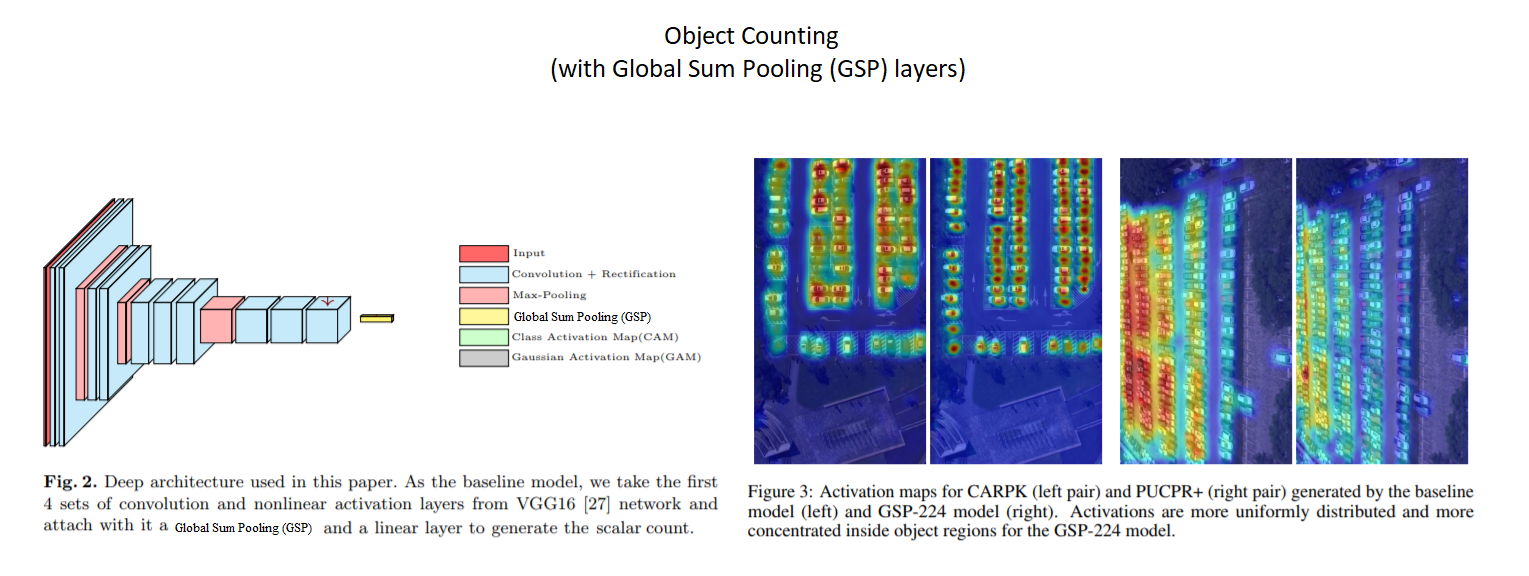 Object Counting
(with Global Sum Pooling (GSP) layers)
Input
Convolution + Rectification
Max-Pooling
Global Sum Pooling (GSP)
Class Activation Map(CAM)
Gaussian Activation Map(GAM)
Fig. 2. Deep architecture used in this paper. As the baseline model, we take the first
4 sets of convolution and nonlinear activation layers from VGG16 [27] network and
attach with it a Global Sum Pooling (GSP) and a linear layer to generate the scalar count.
Figure 3: Activation maps for CARPK (left pair) and PUCPR+ (right pair) generated by the baseline
model (left) and GSP-224 model (right). Activations are more uniformly distributed and more
concentrated inside object regions for the GSP-224 model.